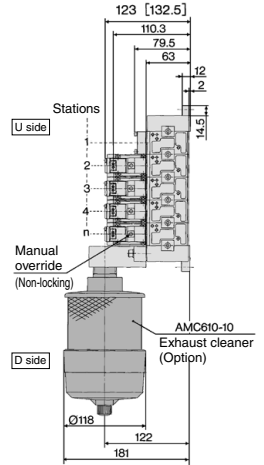 123 [132.5]
110.3
79.5
63
12
2
14.5
Stations
U side
1
2
3
4
n
Manual
override
(Non-locking)
AMC610-10
Exhaust cleaner
(Option)
D side
Ø118
122
181